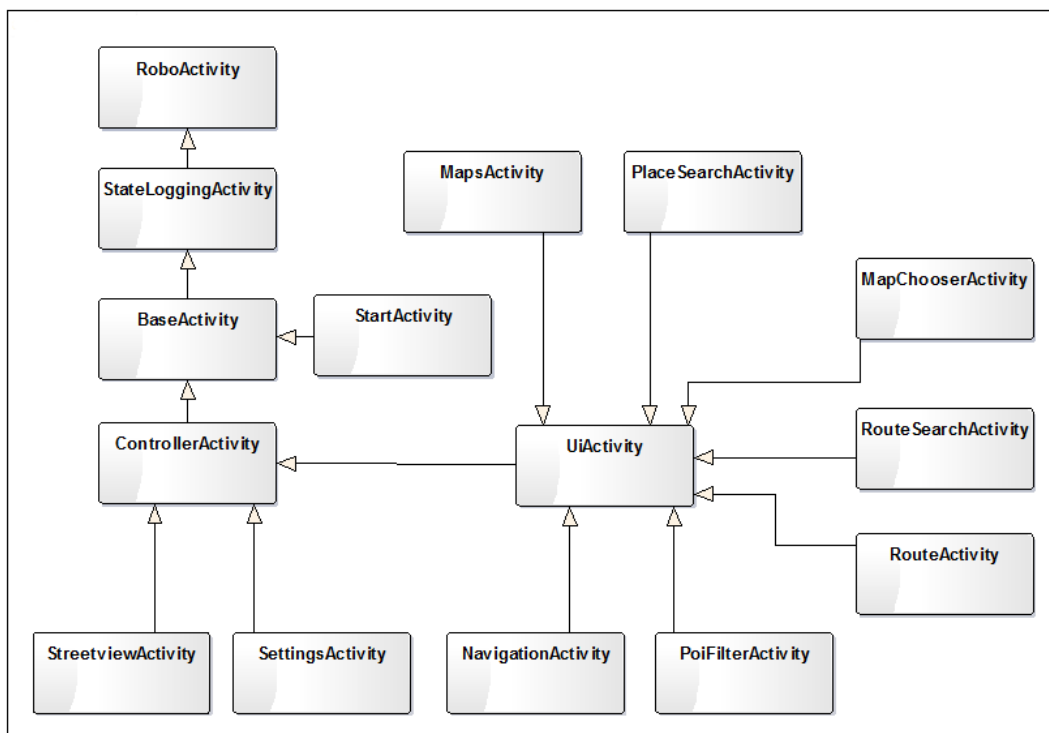 RoboActivity
StateLoggingActivity
MapsActivity
PlaceSearchActivity
MapChooserActivity
BaseActivity
StartActivity
ControllerActivity
UiActivity
RouteSearchActivity
RouteActivity
StreetviewActivity
SettingsActivity
NavigationActivity
PoiFilterActivity